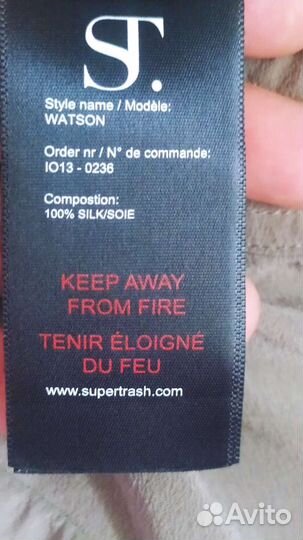 ST.
Style name / Modèle:
WATSON
Order nr / N° de commande:
IO13 - 0236
Compostion:
100% SILK/SOIE
KEEP AWAY
FROM FIRE
TENIR ÉLOIGNÉ
DU FEU
www.supertrash.com
Avito